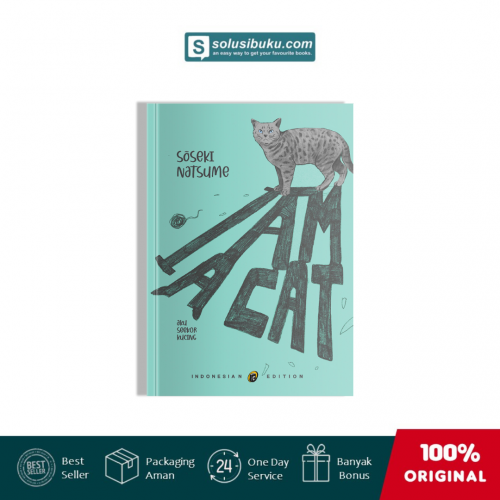 S
solusibuku.com
an easy way to get your favourite books.
Sōseki
Natsume
I AM
A CAT
aku
seekor
kucing
INDONESIAN EDITION
BEST
SELLER
Best
Seller
Packaging
Aman
24
One Day
Service
Banyak
Bonus
100%
ORIGINAL